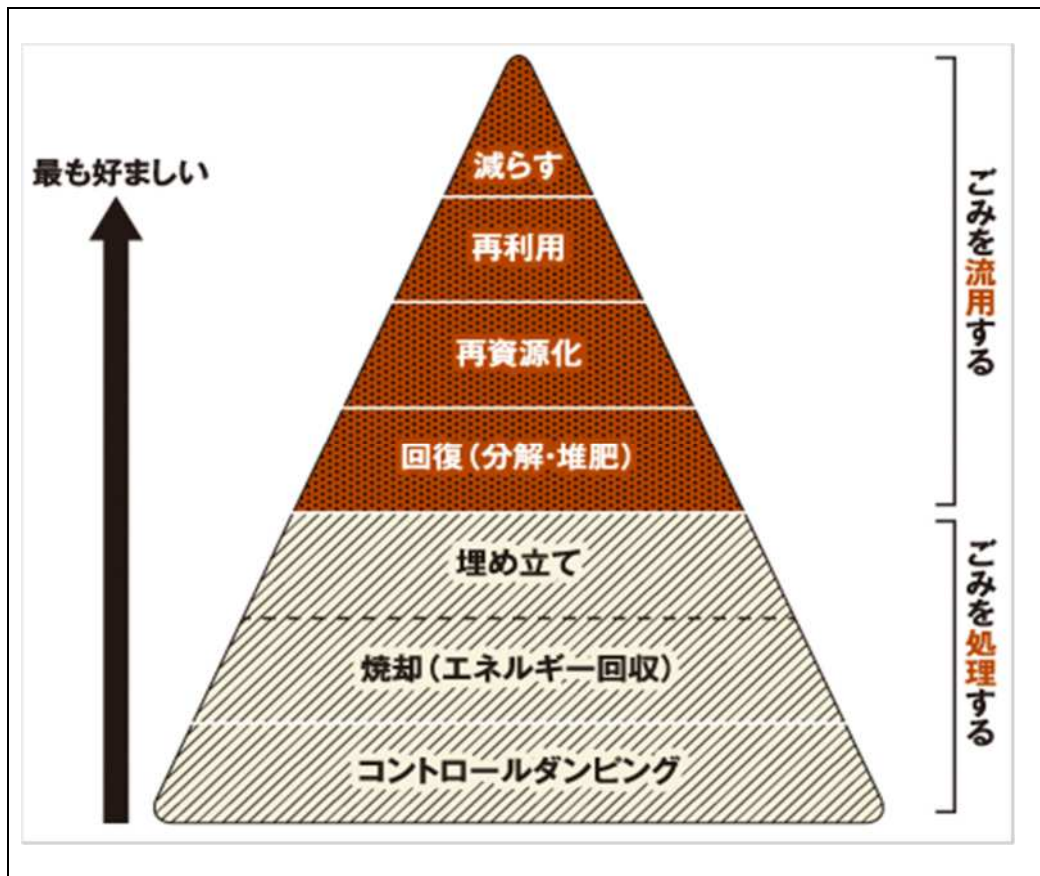 最も好ましい
減らす
再利用
再資源化
回復(分解・堆肥)
埋め立て
焼却(エネルギー回収)
コントロールダンピング
ごみを流用する
ごみを処理する